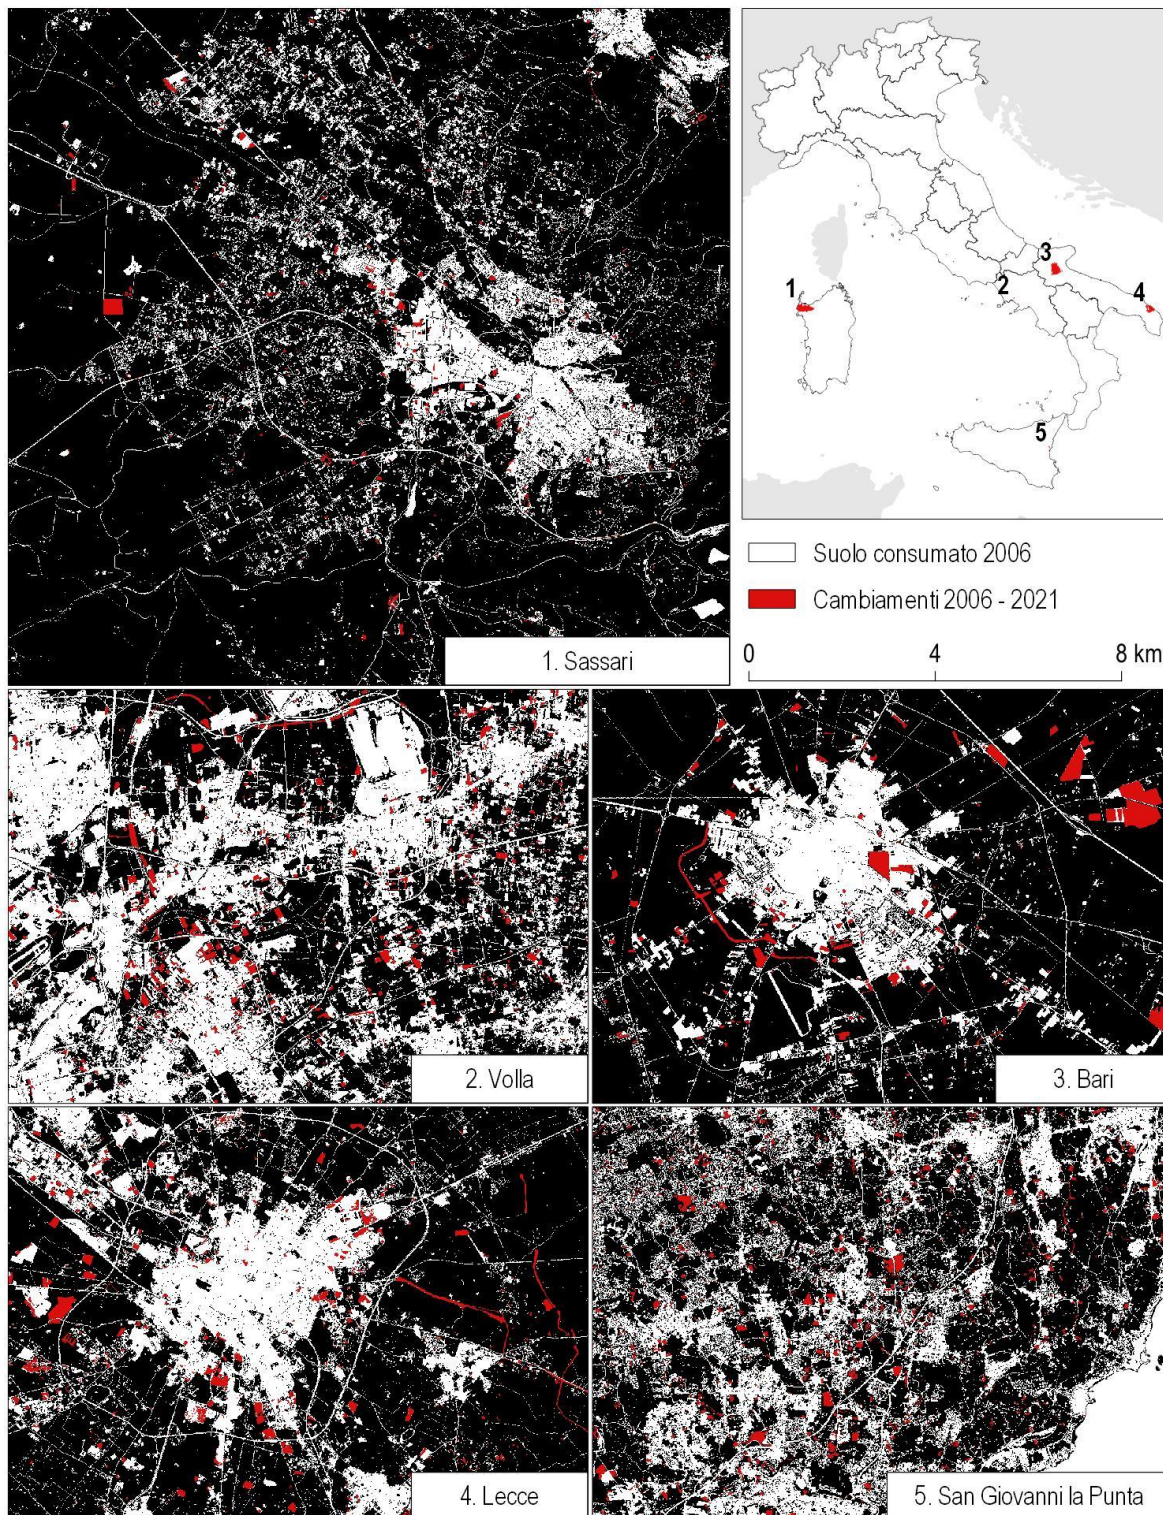 3
1
2
4
5
Suolo consumato 2006
Cambiamenti 2006 - 2021
0 4 8 km
1. Sassari
2. Volla
3. Bari
4. Lecce
5. San Giovanni la Punta